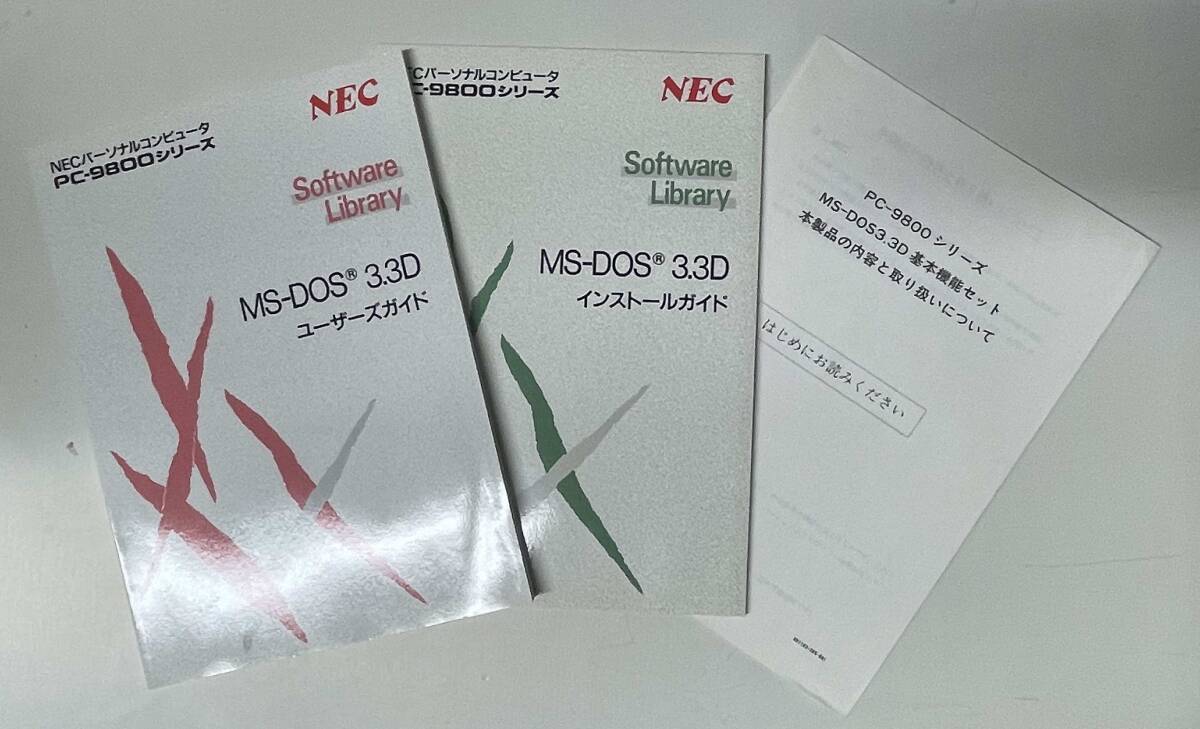 NEC
NECパーソナルコンピュータ
PC-9800シリーズ
Software
Library
MS-DOS® 3.3D
ユーザーズガイド
Cパーソナルコンピュータ
C-9800シリーズ
NEC
Software
Library
MS-DOS® 3.3D
インストールガイド
PC-9800 シリーズ
MS-DOS3.3D 基本機能セット
本製品の内容と取り扱いについて
はじめにお読みください